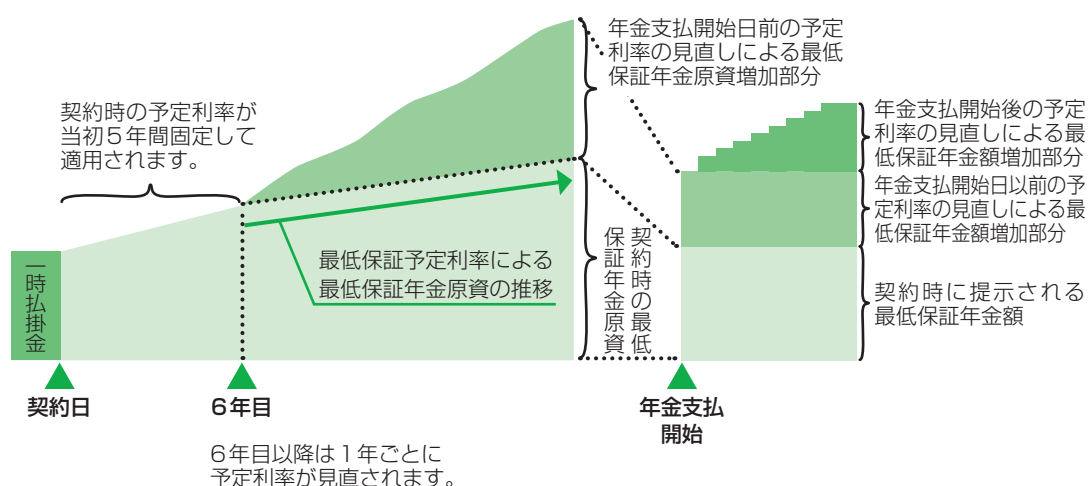 契約時の予定利率が
当初５年間固定して
適用されます。
一時払掛金
契約日
６年目
６年目以降は１年ごとに
予定利率が見直されます。
最低保証予定利率による
最低保証年金原資の推移
契約時の最低
保証年金原資
年金支払開始日前の予定
利率の見直しによる最低
保証年金原資増加部分
年金支払開始後の予定
利率の見直しによる最
低保証年金額増加部分
年金支払開始日以前の予
定利率の見直しによる最
低保証年金額増加部分
契約時に提示される
最低保証年金額
年金支払
開始